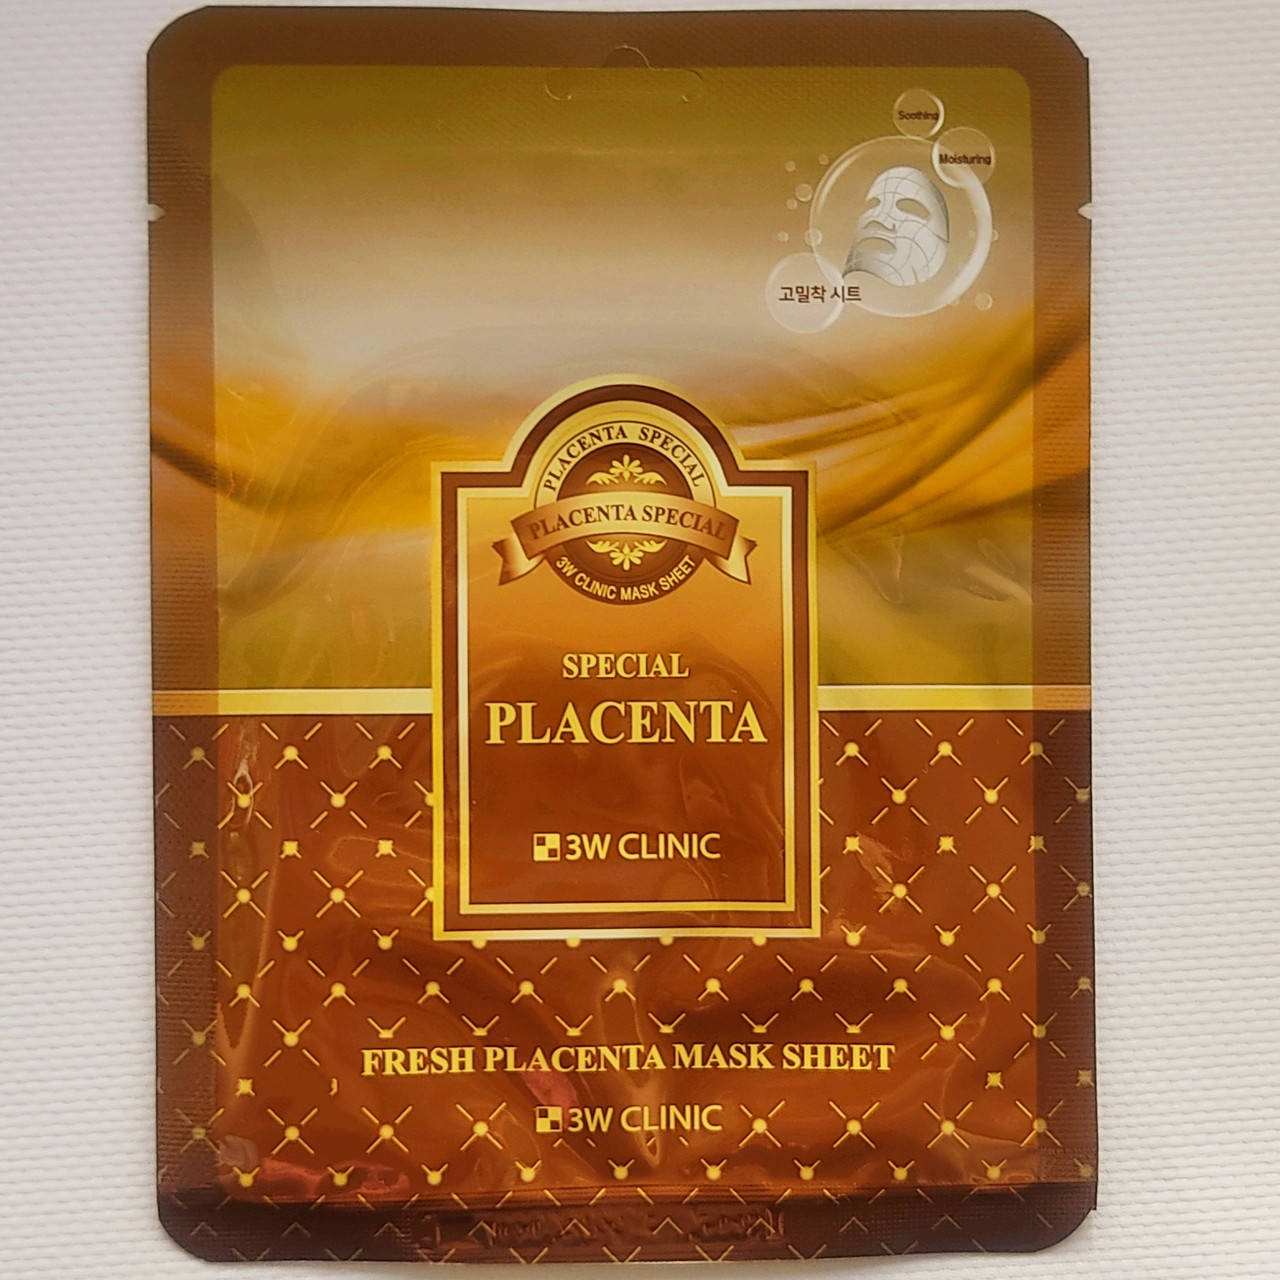 Soothing
Moisturing
고밀착 시트
PLACENTA SPECIAL
PLACENTA SPECIAL
3W CLINIC MASK SHEET
SPECIAL
PLACENTA
3W CLINIC
FRESH PLACENTA MASK SHEET
3W CLINIC